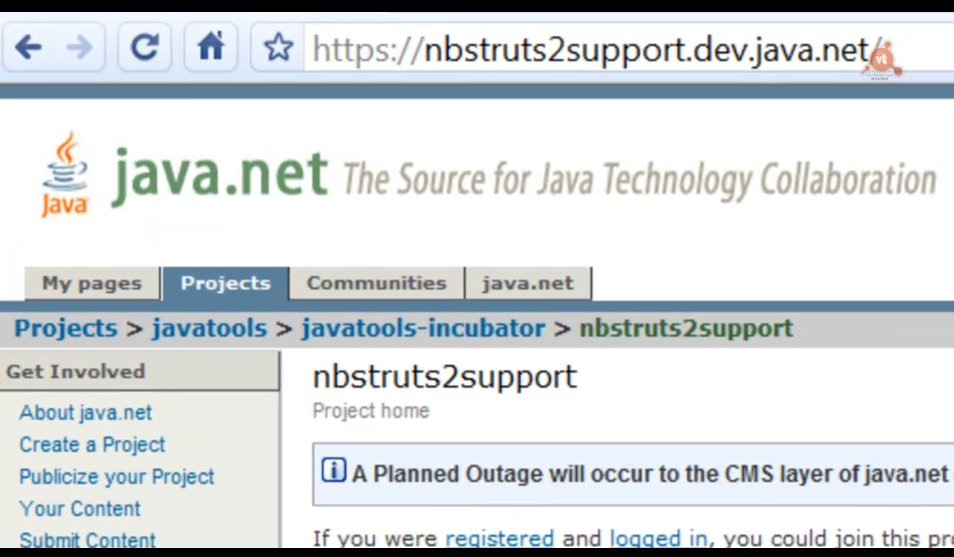 https://nbstruts2support.dev.java.net/
Java
java.net The Source for Java Technology Collaboration
My pages Projects Communities java.net
Projects > javatools > javatools-incubator > nbstruts2support
Get Involved
nbstruts2support
About java.net
Project home
Create a Project
Publicize your Project
A Planned Outage will occur to the CMS layer of java.net
Your Content
Submit Content
If you were registered and logged in, you could join this